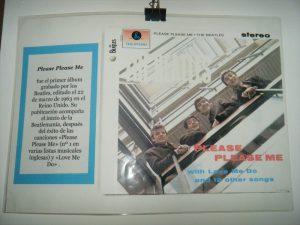 Please Please Me
fue el primer álbum
grabado por los
Beatles, editado el 22
de marzo de 1963 en el
Reino Unido. Su
publicación acompaña
al inicio de la
Beatlemanía, después
del éxito de las
canciones «Please
Please Me» (nº 1 en
varias listas musicales
inglesas) y «Love Me
Do» .
Beatles
PLEASE PLEASE ME • THE BEATLES
stereo
PLEASE
PLEASE ME
with Love Me Do
and 12 other songs